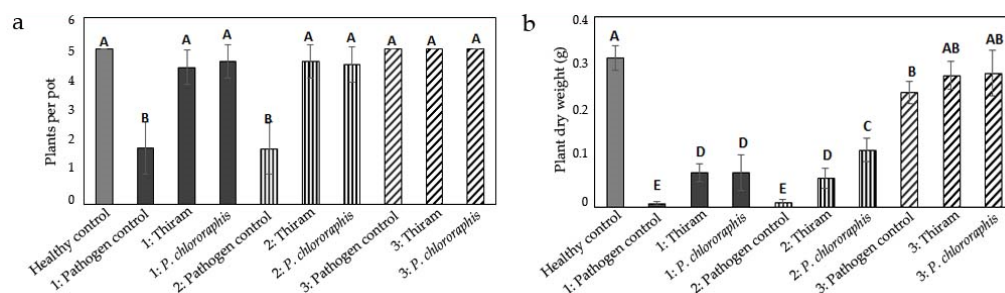 a
6
5
4
3
2
1
0
Plants per pot
A
B
A
A
B
A
A
A
A
A
Healthy control
1: Pathogen control
1: Thiram
1: P. chlororaphis
2: Pathogen control
2: Thiram
2: P. chlororaphis
3: Pathogen control
3: Thiram
3: P. chlororaphis
b
0.4
0.3
0.2
0.1
0
Plant dry weight (g)
A
E
D
D
E
D
C
B
AB
AB
Healthy control
1: Pathogen control
1: Thiram
1: P. chlororaphis
2: Pathogen control
2: Thiram
2: P. chlororaphis
3: Pathogen control
3: Thiram
3: P. chlororaphis